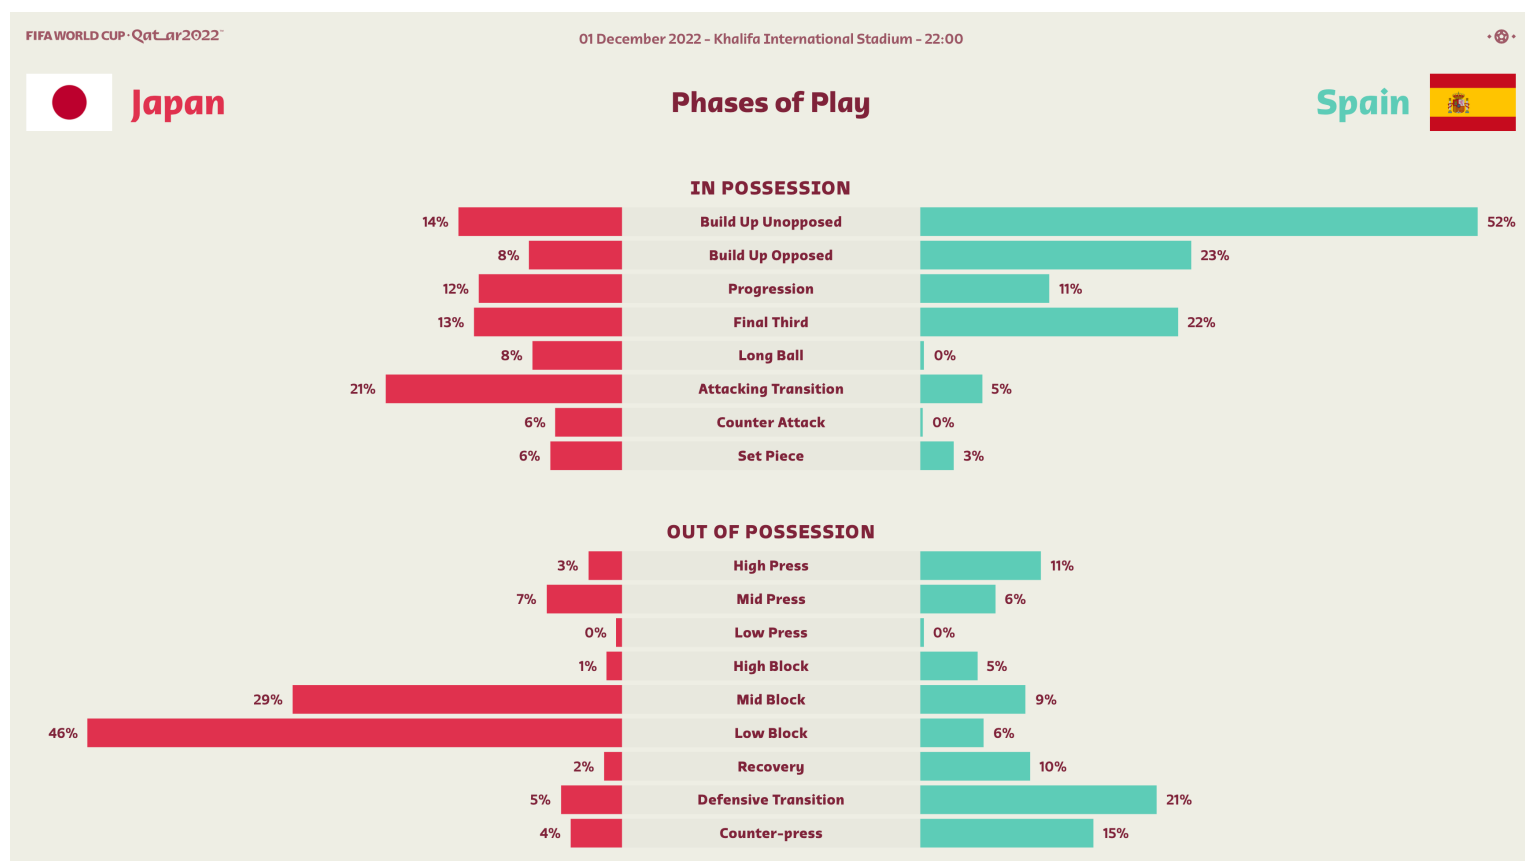 FIFA WORLD CUP · Qatar2022™
01 December 2022 - Khalifa International Stadium - 22:00
Japan
Phases of Play
Spain
IN POSSESSION
14% Build Up Unopposed 52%
8% Build Up Opposed 23%
12% Progression 11%
13% Final Third 22%
8% Long Ball 0%
21% Attacking Transition 5%
6% Counter Attack 0%
6% Set Piece 3%
OUT OF POSSESSION
3% High Press 11%
7% Mid Press 6%
0% Low Press 0%
1% High Block 5%
29% Mid Block 9%
46% Low Block 6%
2% Recovery 10%
5% Defensive Transition 21%
4% Counter-press 15%